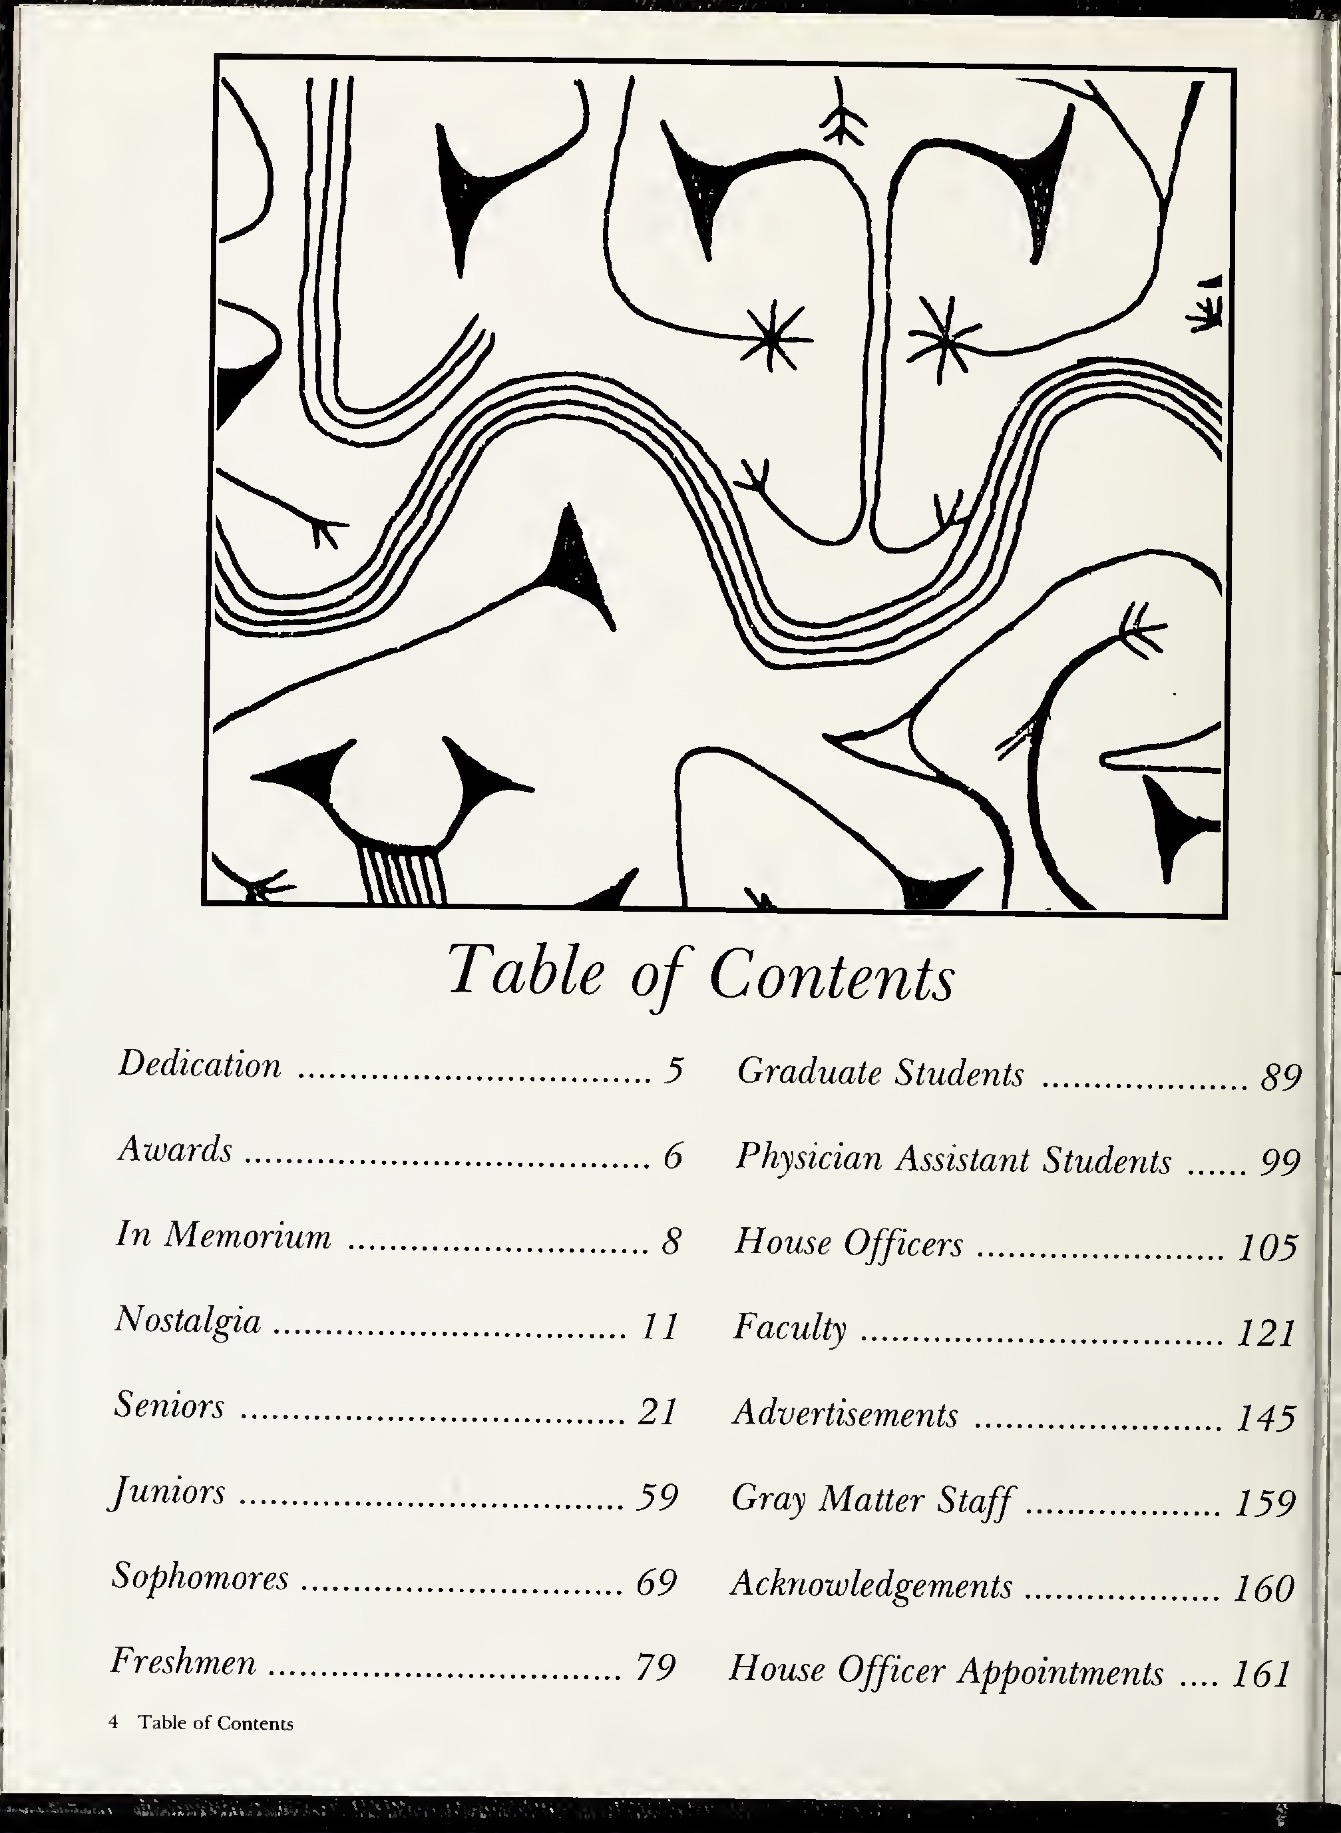 Table of Contents
Dedication .................................. 5
Awards ....................................... 6
In Memorium ............................. 8
Nostalgia .................................. 11
Seniors ..................................... 21
Juniors ..................................... 59
Sophomores ............................... 69
Freshmen .................................. 79
Graduate Students .................... 89
Physician Assistant Students ...... 99
House Officers ........................ 105
Faculty ................................... 121
Advertisements ........................ 145
Gray Matter Staff ................... 159
Acknowledgements ................... 160
House Officer Appointments .... 161
4 Table of Contents